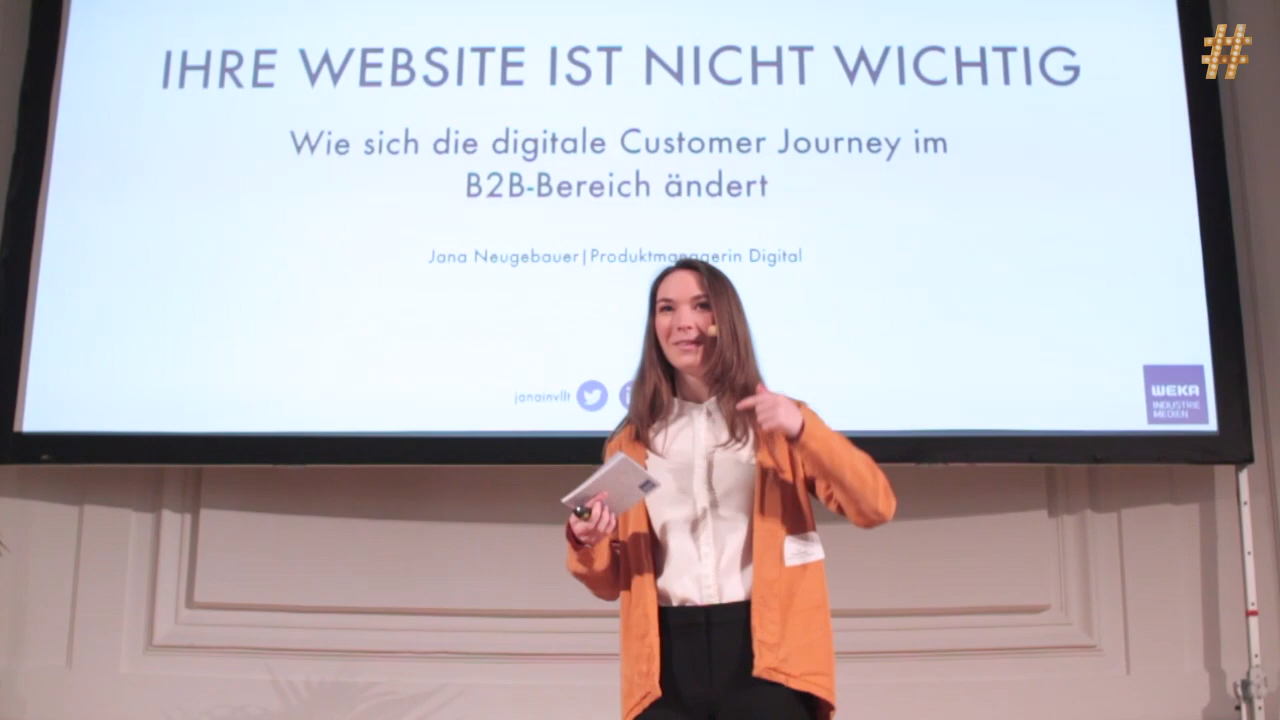 IHRE WEBSITE IST NICHT WICHTIG
Wie sich die digitale Customer Journey im
B2B-Bereich ändert
Jana Neugebauer|Produktmanagerin Digital
janainvllt
WEKA
INDUSTRIE
MEDIEN
#